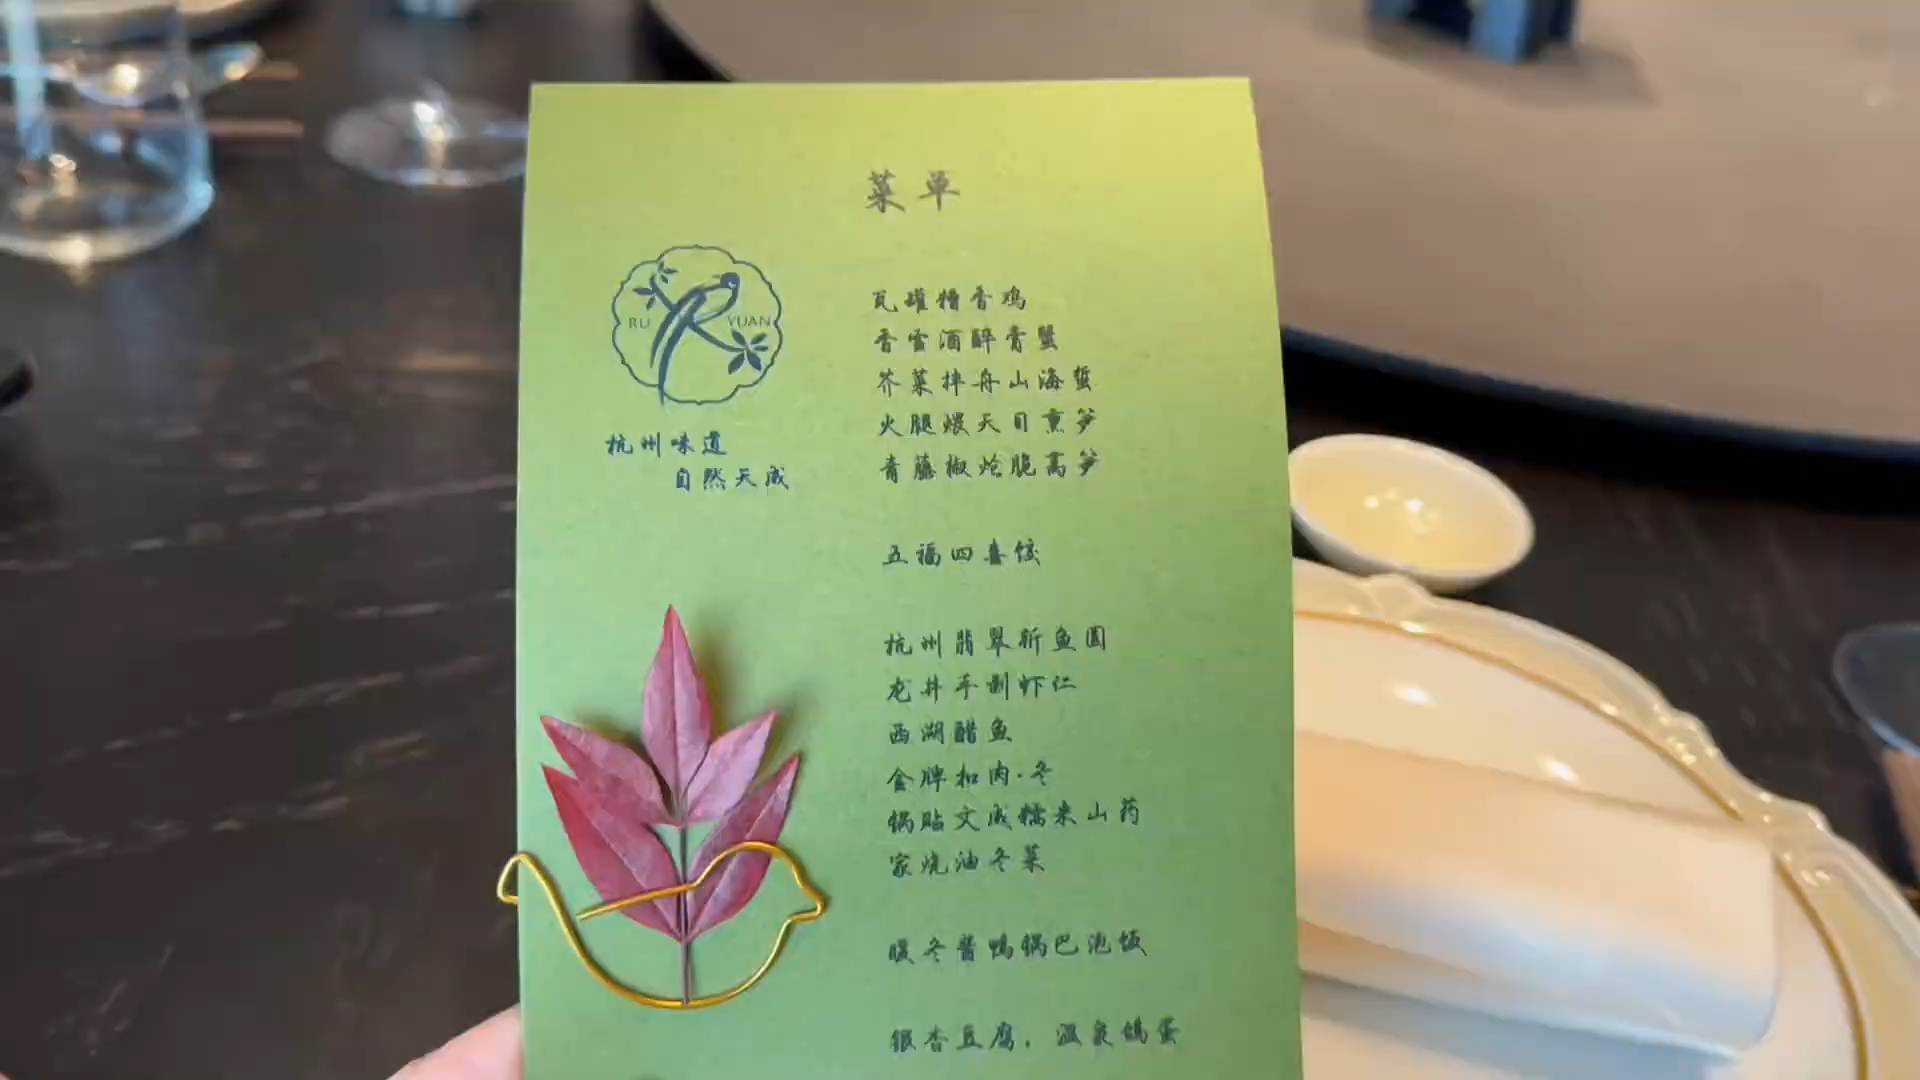 菜单
RU YUAN
杭州味道
自然天成
瓦罐糟香鸡
香雪酒醉膏蟹
芥菜拌舟山海蜇
火腿煨天目熏笋
青藤椒炝脆莴笋
五福四喜饺
杭州翡翠斩鱼圆
龙井手剥虾仁
西湖醋鱼
金牌扣肉·冬
锅贴文成糯米山药
家烧油冬菜
暖冬酱鸭锅巴泡饭
银杏豆腐，温泉鸽蛋